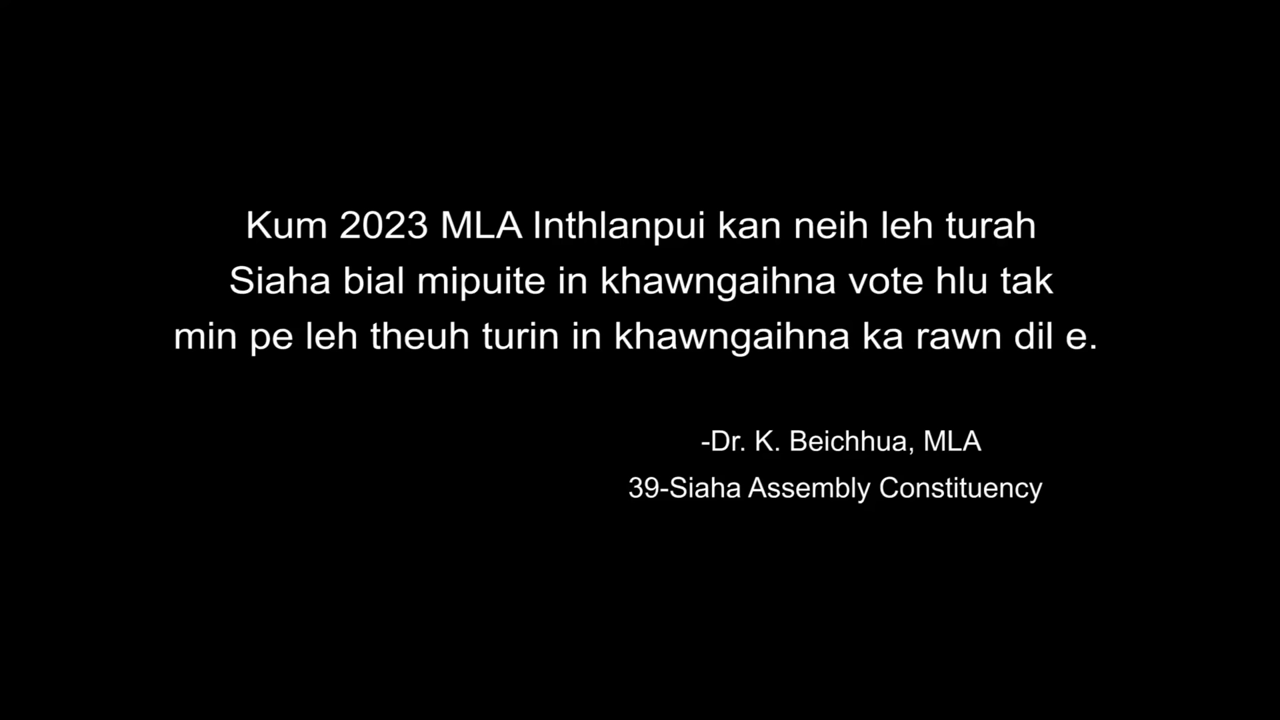 Kum 2023 MLA Inthlanpui kan neih leh turah
Siaha bial mipuite in khawngaihna vote hlu tak
min pe leh theuh turin in khawngaihna ka rawn dil e.
-Dr. K. Beichhua, MLA
39-Siaha Assembly Constituency